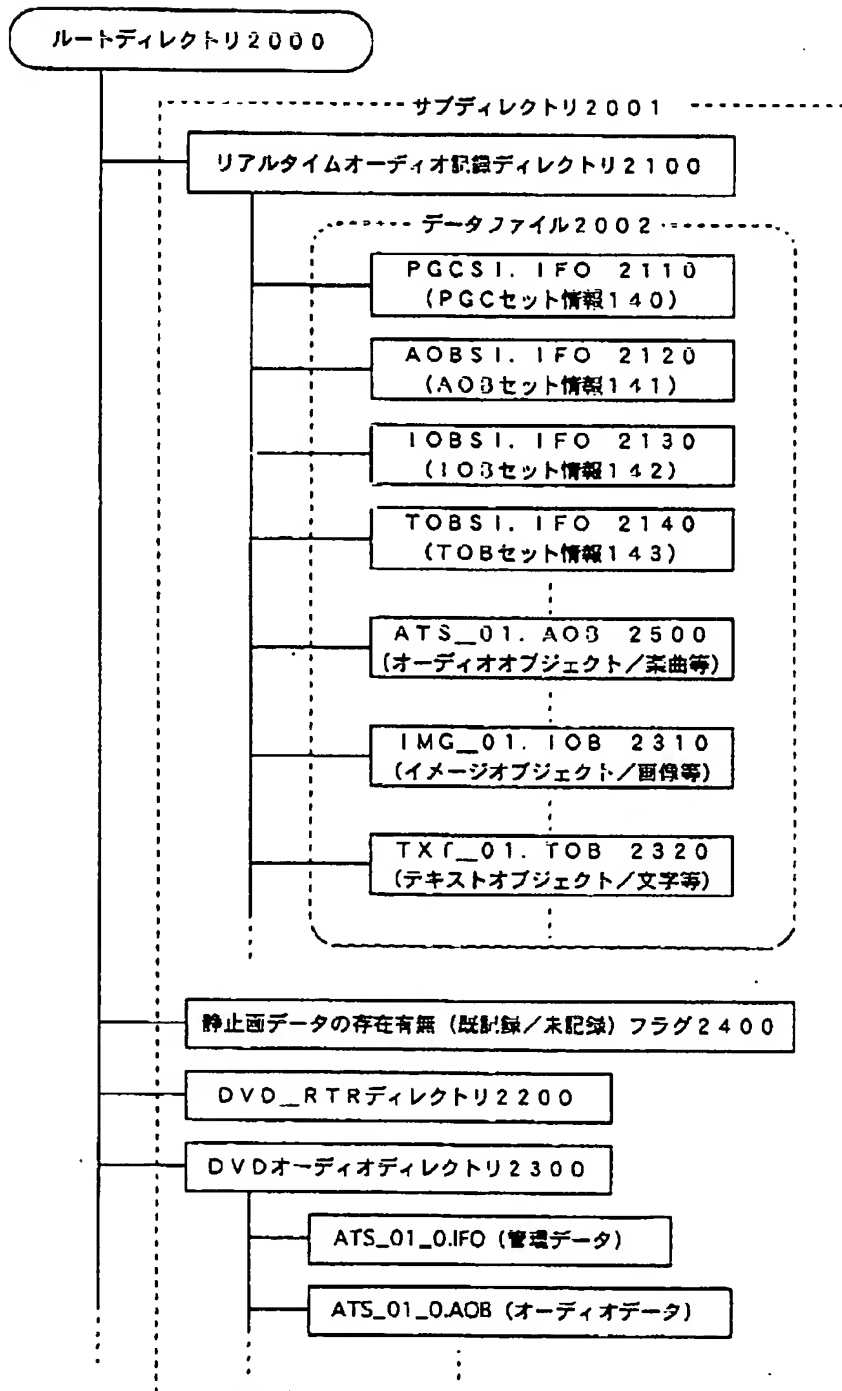 ルートディレクトリ2000
サブディレクトリ2001
リアルタイムオーディオ記録ディレクトリ2100
データファイル2002
PGCSI. IFO 2110
(PGCセット情報140)
AOBSI. IFO 2120
(AOBセット情報141)
IOBSI. IFO 2130
(IOBセット情報142)
TOBSI. IFO 2140
(TOBセット情報143)
ATS__01. AOB 2500
(オーディオオブジェクト/楽曲等)
IMG__01. IOB 2310
(イメージオブジェクト/画像等)
TXT__01. TOB 2320
(テキストオブジェクト/文字等)
静止画データの存在有無(既記録/未記録)フラグ2400
DVD__RTRディレクトリ2200
DVDオーディオディレクトリ2300
ATS_01_0.IFO(管理データ)
ATS_01_0.AOB(オーディオデータ)